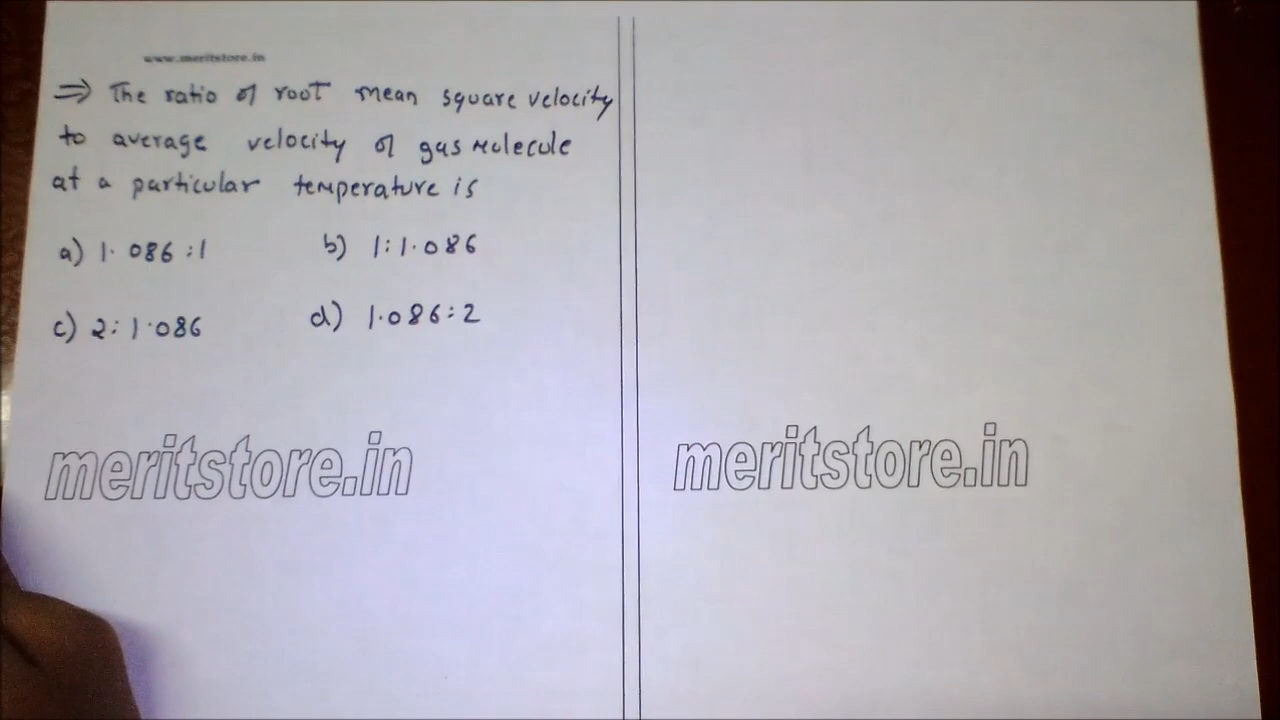 www.meritstore.in
⇒ The ratio of root mean square velocity
to average velocity of gas molecule
at a particular temperature is
a) 1.086 : 1 b) 1 : 1.086
c) 2 : 1.086 d) 1.086 : 2
meritstore.in meritstore.in